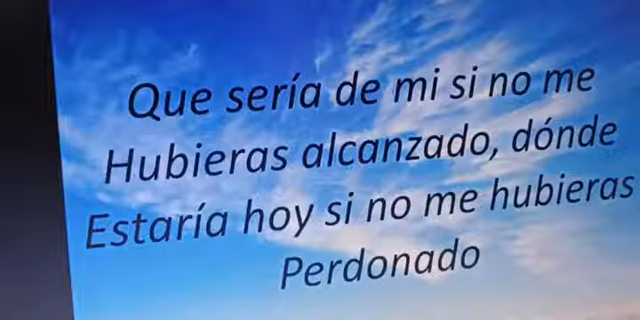 Que sería de mi si no me
Hubieras alcanzado, dónde
Estaría hoy si no me hubieras
Perdonado